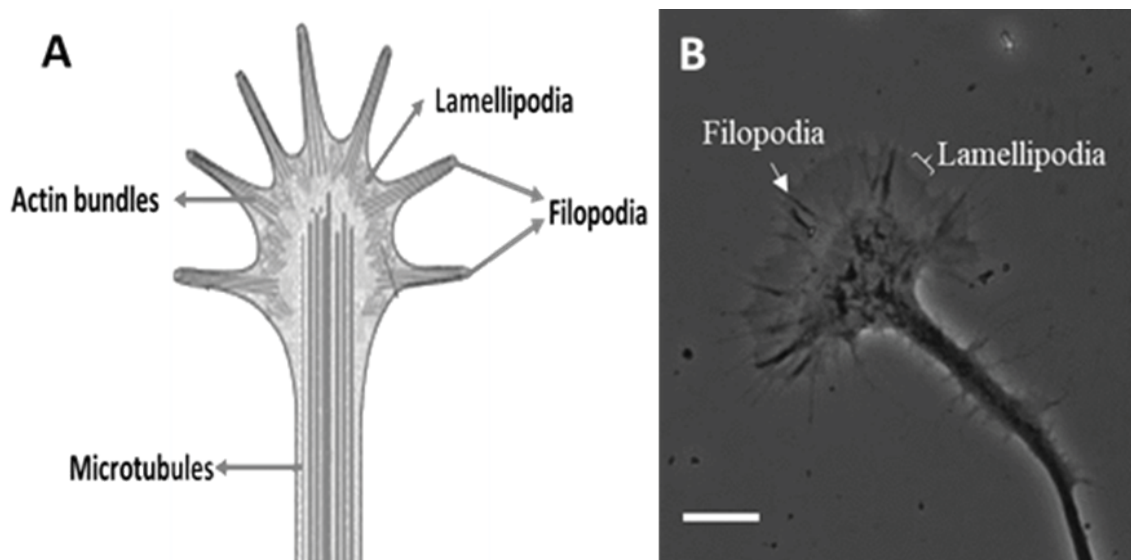 A
Lamellipodia
Actin bundles
Filopodia
Microtubules
B
Filopodia
Lamellipodia